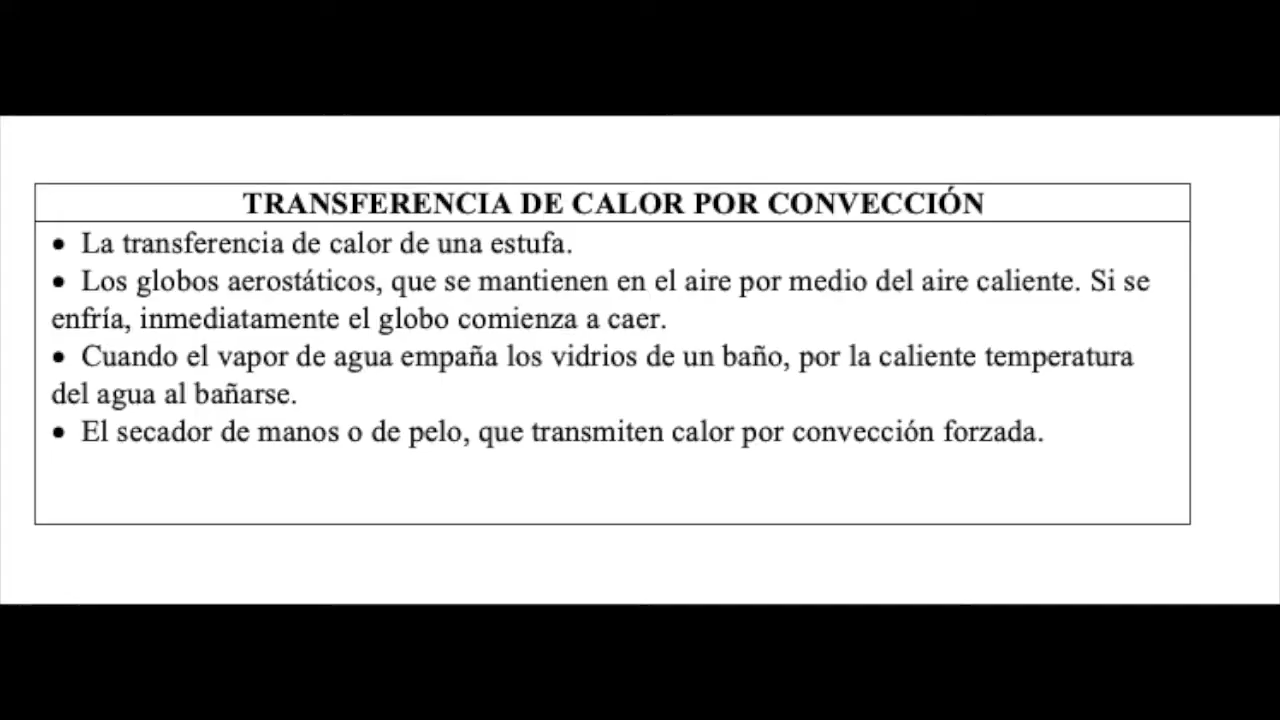 TRANSFERENCIA DE CALOR POR CONVECCIÓN
• La transferencia de calor de una estufa.
• Los globos aerostáticos, que se mantienen en el aire por medio del aire caliente. Si se
enfría, inmediatamente el globo comienza a caer.
• Cuando el vapor de agua empaña los vidrios de un baño, por la caliente temperatura
del agua al bañarse.
• El secador de manos o de pelo, que transmiten calor por convección forzada.